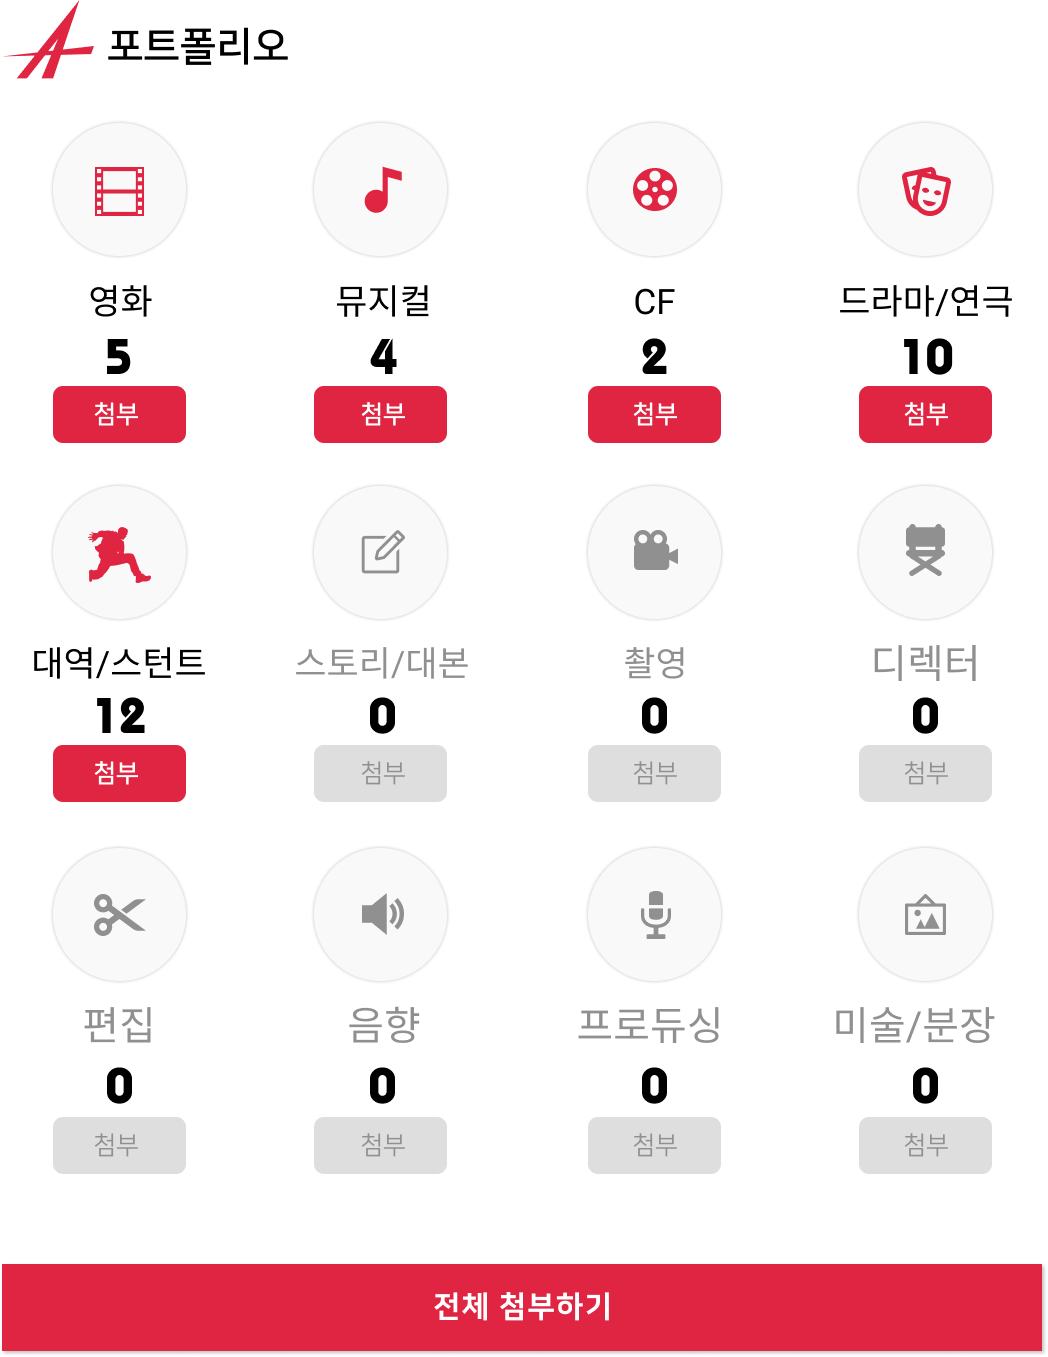 포트폴리오
영화 뮤지컬 CF 드라마/연극
5 4 2 10
첨부 첨부 첨부 첨부
대역/스턴트 스토리/대본 촬영 디렉터
12 0 0 0
첨부 첨부 첨부 첨부
편집 음향 프로듀싱 미술/분장
0 0 0 0
첨부 첨부 첨부 첨부
전체 첨부하기